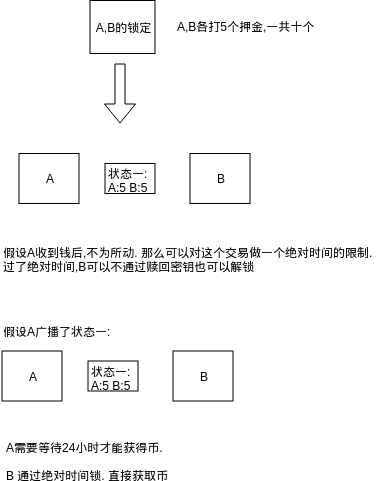 A,B的锁定
A,B各打5个押金,一共十个
A
状态一:
A:5 B:5
B
假设A收到钱后,不为所动. 那么可以对这个交易做一个绝对时间的限制.
过了绝对时间,B可以不通过赎回密钥也可以解锁
假设A广播了状态一:
A
状态一:
A:5 B:5
B
A需要等待24小时才能获得币.
B 通过绝对时间锁. 直接获取币